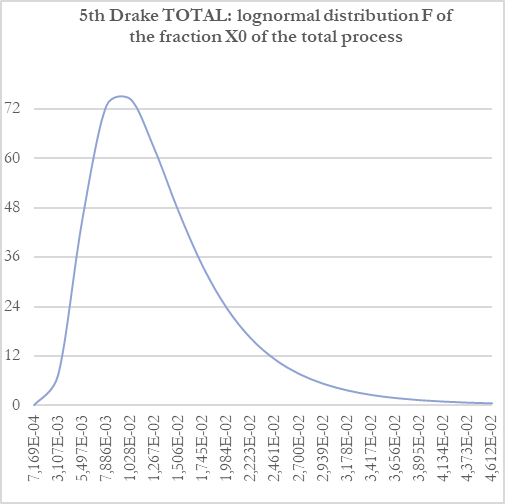 5th Drake TOTAL: lognormal distribution F of
the fraction X0 of the total process
72
60
48
36
24
12
0
7,169E-04
3,107E-03
5,497E-03
7,886E-03
1,028E-02
1,267E-02
1,506E-02
1,745E-02
1,984E-02
2,223E-02
2,461E-02
2,700E-02
2,939E-02
3,178E-02
3,417E-02
3,656E-02
3,895E-02
4,134E-02
4,373E-02
4,612E-02